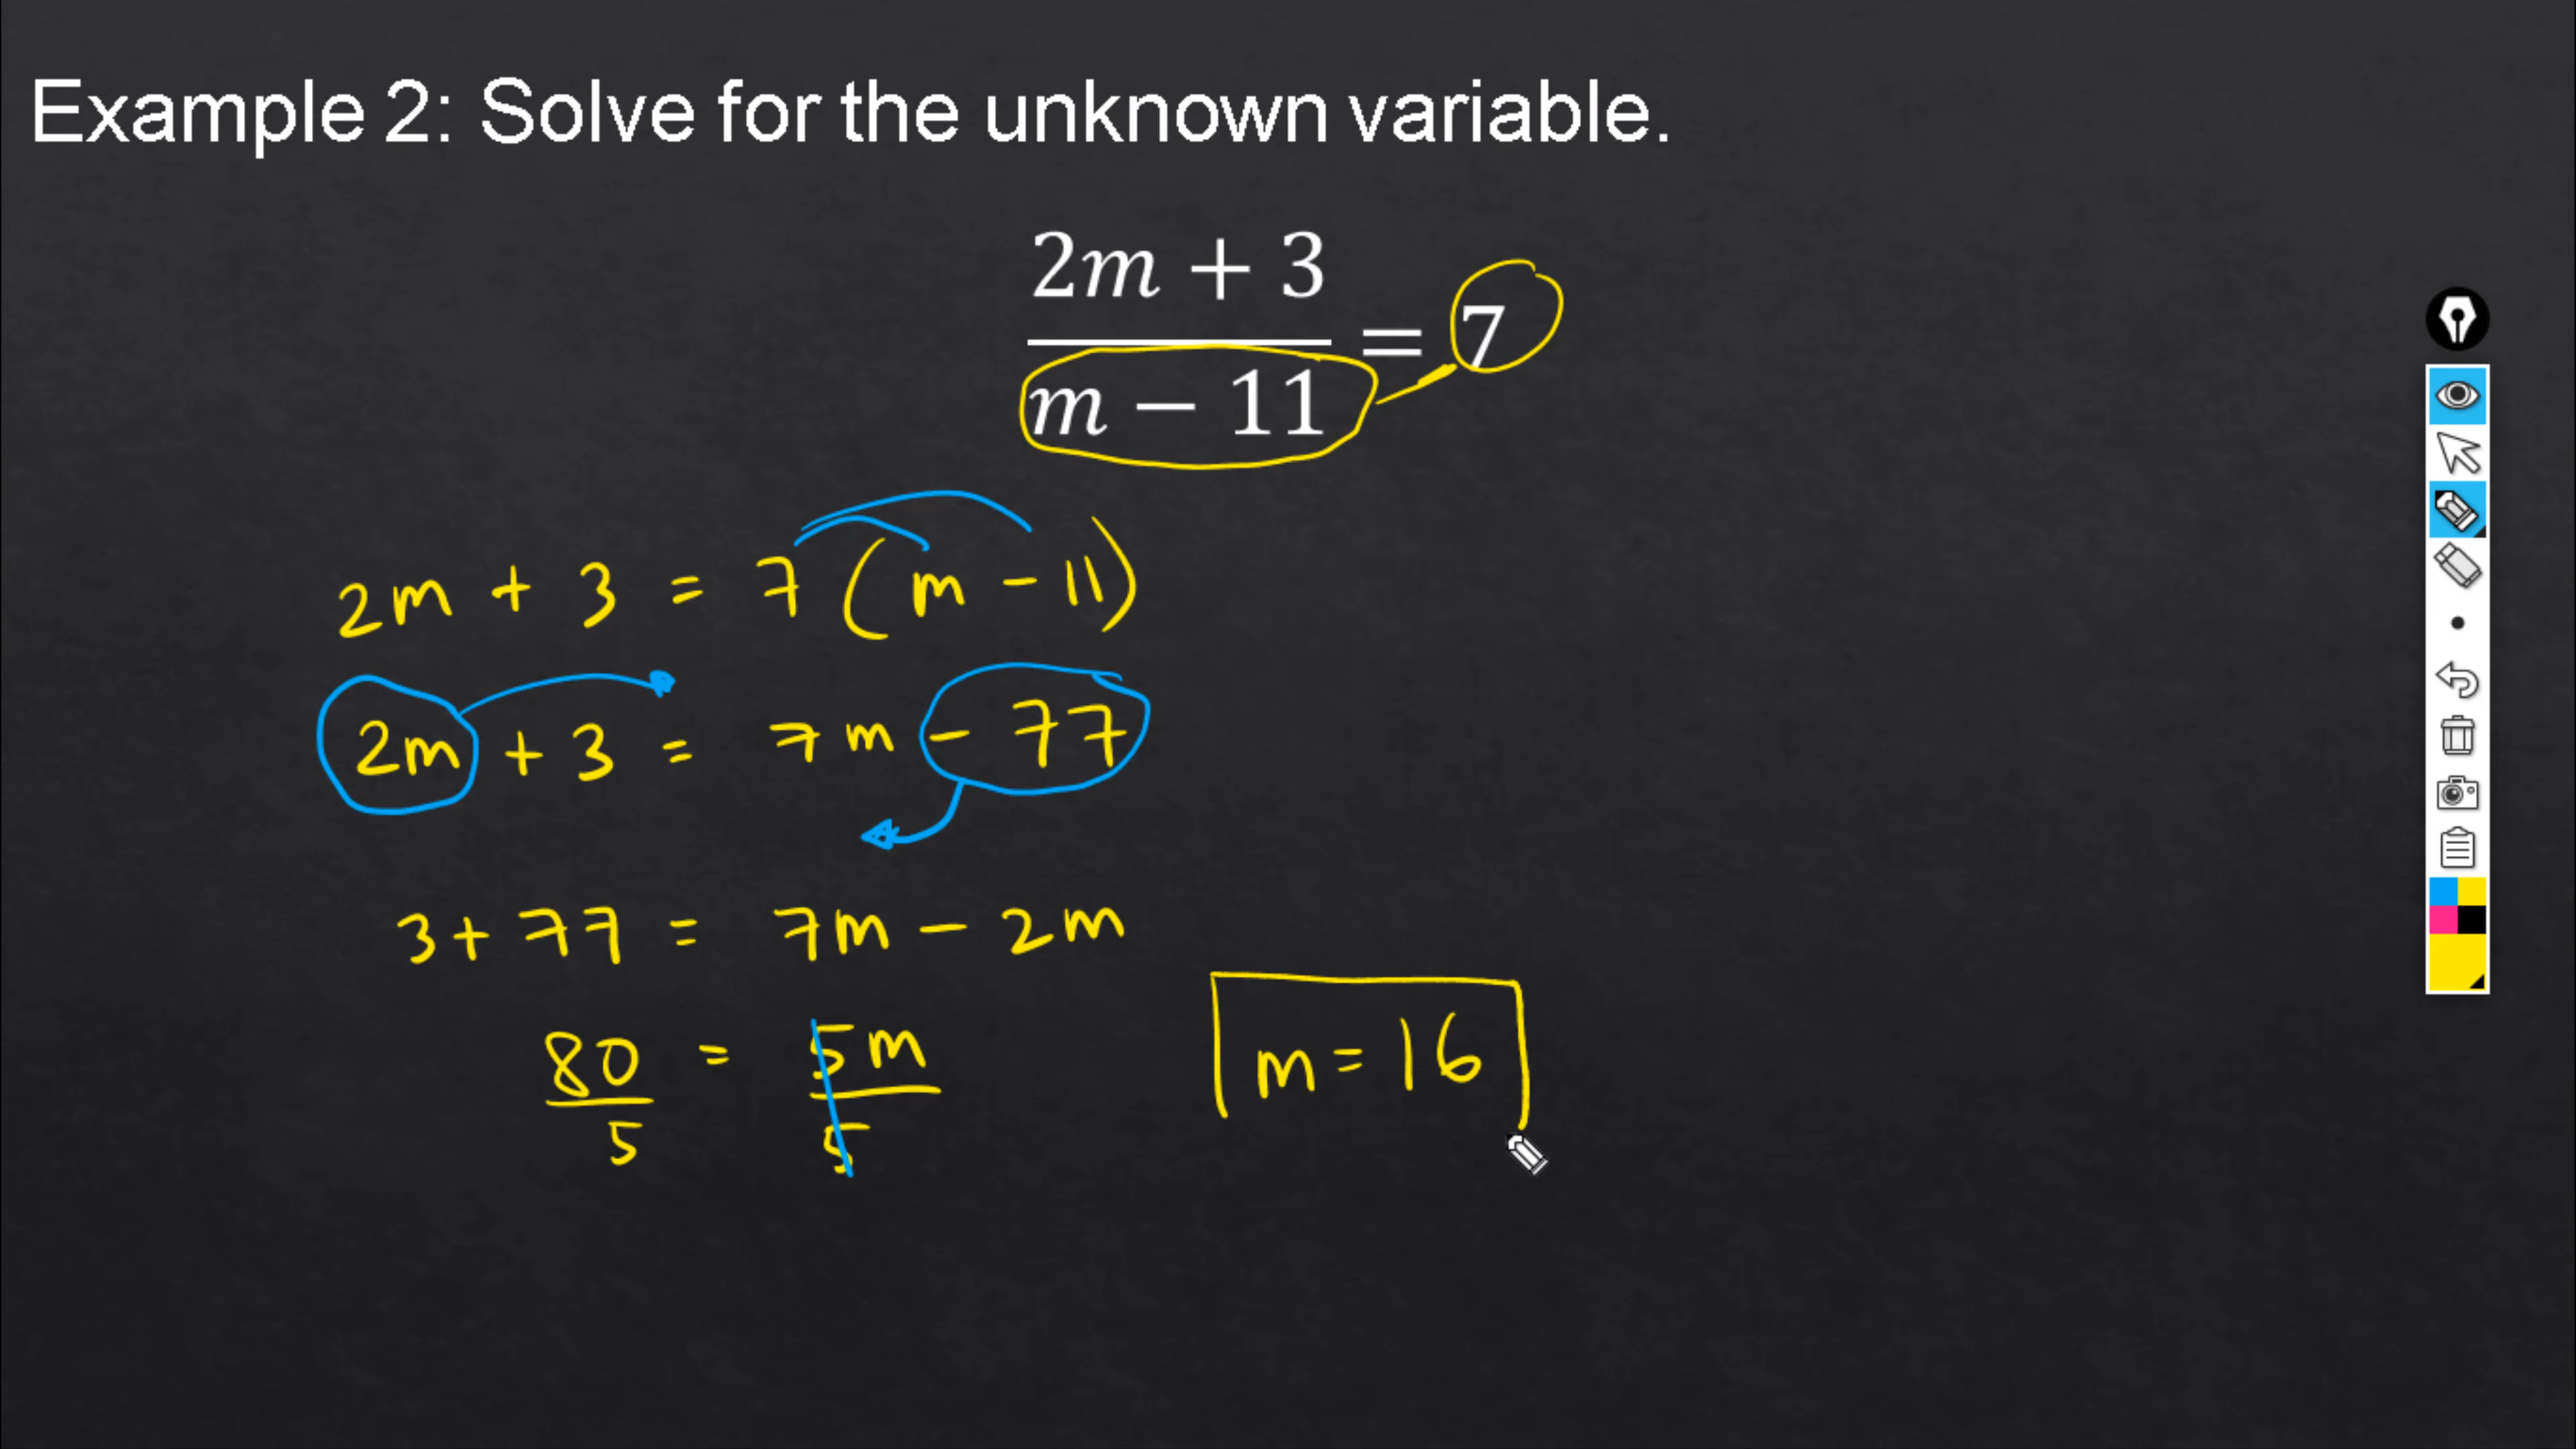 Example 2: Solve for the unknown variable.
2m + 3
= 7
m − 11
2m + 3 = 7 (m − 11)
2m + 3 = 7m − 77
3 + 77 = 7m − 2m
80 = 5m
5 5
m = 16